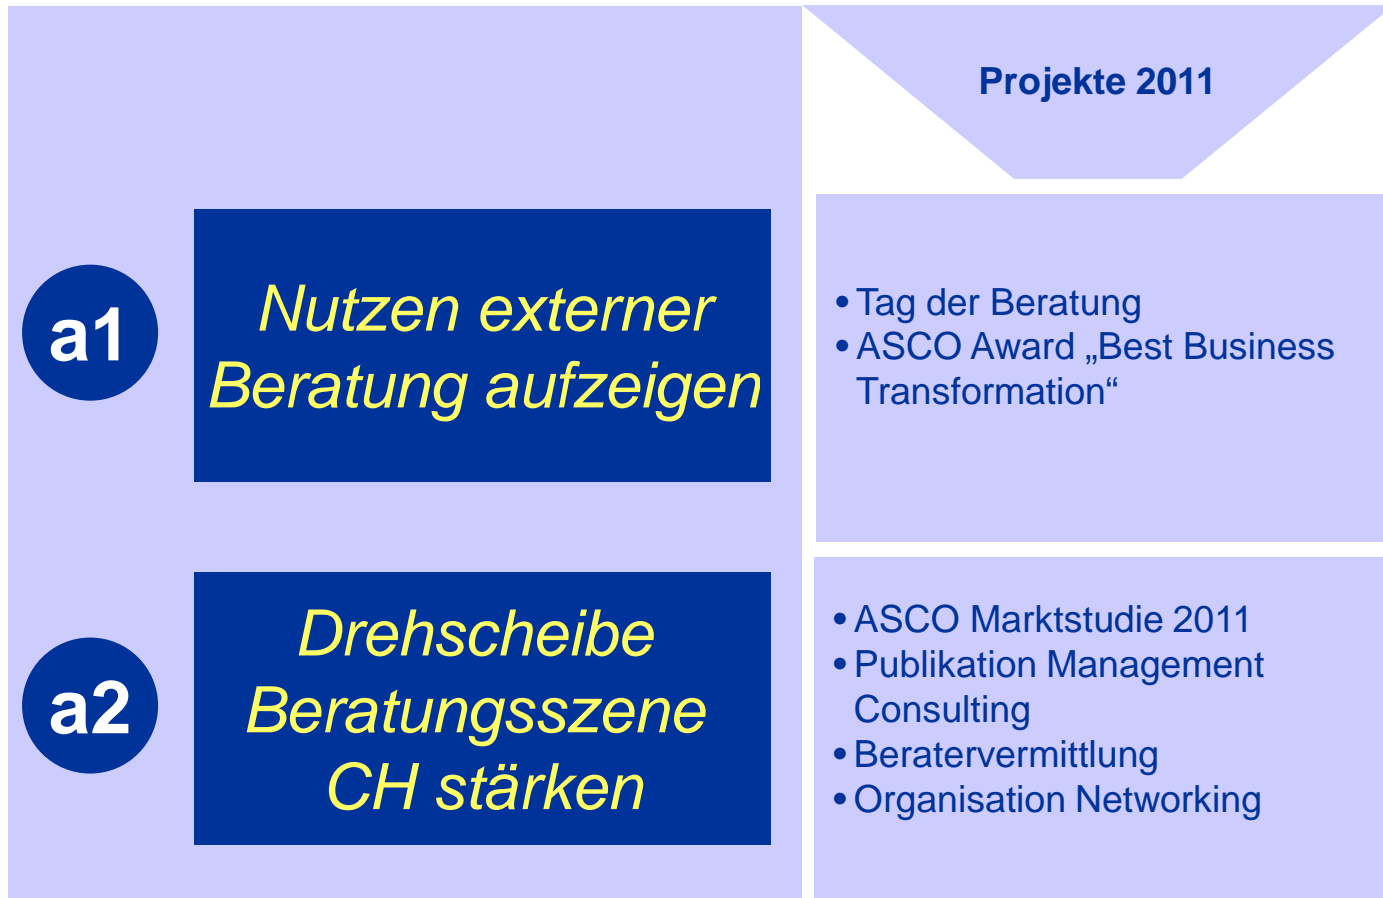 Projekte 2011
a1
Nutzen externer
Beratung aufzeigen
• Tag der Beratung
• ASCO Award „Best Business
Transformation“
a2
Drehscheibe
Beratungsszene
CH stärken
• ASCO Marktstudie 2011
• Publikation Management
Consulting
• Beratervermittlung
• Organisation Networking